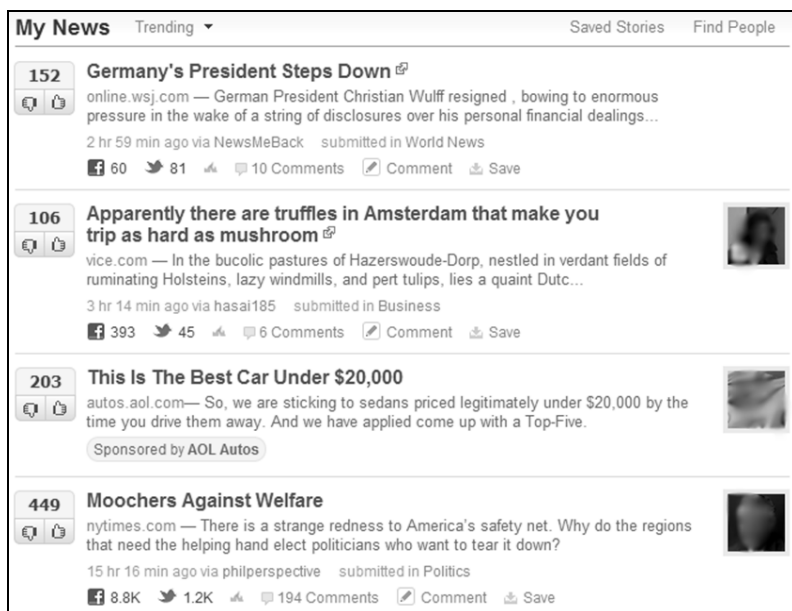 My News Trending Saved Stories Find People
152 Germany's President Steps Down
online.wsj.com — German President Christian Wulff resigned , bowing to enormous
pressure in the wake of a string of disclosures over his personal financial dealings...
2 hr 59 min ago via NewsMeBack submitted in World News
60 81 10 Comments Comment Save
106 Apparently there are truffles in Amsterdam that make you
trip as hard as mushroom
vice.com — In the bucolic pastures of Hazerswoude-Dorp, nestled in verdant fields of
ruminating Holsteins, lazy windmills, and pert tulips, lies a quaint Dutc...
3 hr 14 min ago via hasai185 submitted in Business
393 45 6 Comments Comment Save
203 This Is The Best Car Under $20,000
autos.aol.com— So, we are sticking to sedans priced legitimately under $20,000 by the
time you drive them away. And we have applied come up with a Top-Five.
Sponsored by AOL Autos
449 Moochers Against Welfare
nytimes.com — There is a strange redness to America's safety net. Why do the regions
that need the helping hand elect politicians who want to tear it down?
15 hr 16 min ago via philperspective submitted in Politics
8.8K 1.2K 194 Comments Comment Save